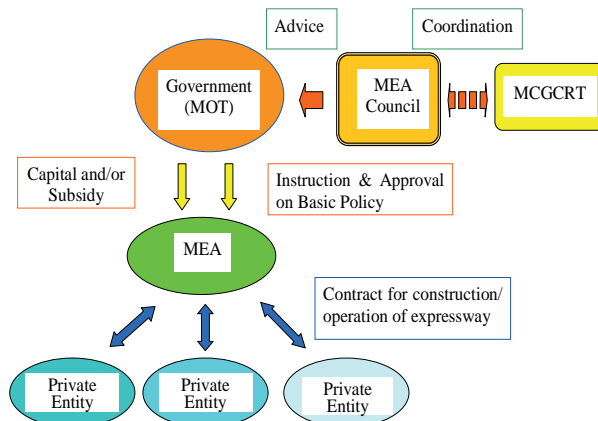 Advice
Coordination
Government
(MOT)
MEA
Council
MCGCRT
Capital and/or
Subsidy
Instruction & Approval
on Basic Policy
MEA
Contract for construction/
operation of expressway
Private
Entity
Private
Entity
Private
Entity